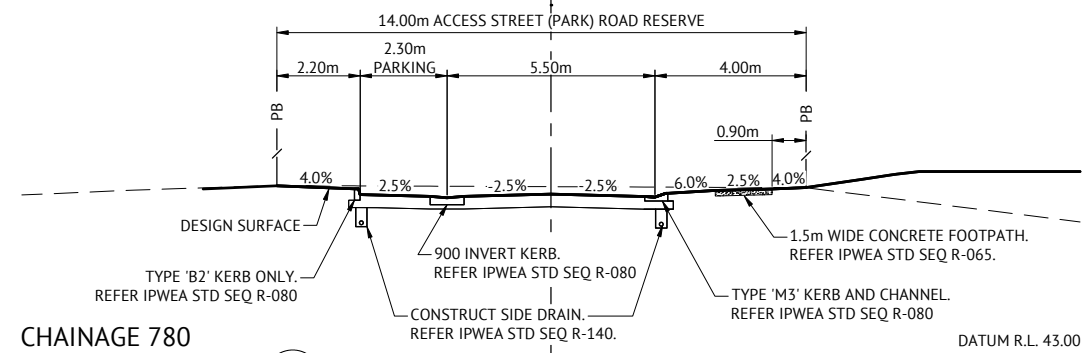 14.00m ACCESS STREET (PARK) ROAD RESERVE
2.20m
2.30m
PARKING
5.50m
4.00m
PB
PB
0.90m
4.0%
2.5%
-2.5%
-2.5%
6.0%
2.5%
4.0%
DESIGN SURFACE
TYPE 'B2' KERB ONLY.
REFER IPWEA STD SEQ R-080
900 INVERT KERB.
REFER IPWEA STD SEQ R-080
CONSTRUCT SIDE DRAIN.
REFER IPWEA STD SEQ R-140.
1.5m WIDE CONCRETE FOOTPATH.
REFER IPWEA STD SEQ R-065.
TYPE 'M3' KERB AND CHANNEL.
REFER IPWEA STD SEQ R-080
CHAINAGE 780
DATUM R.L. 43.00